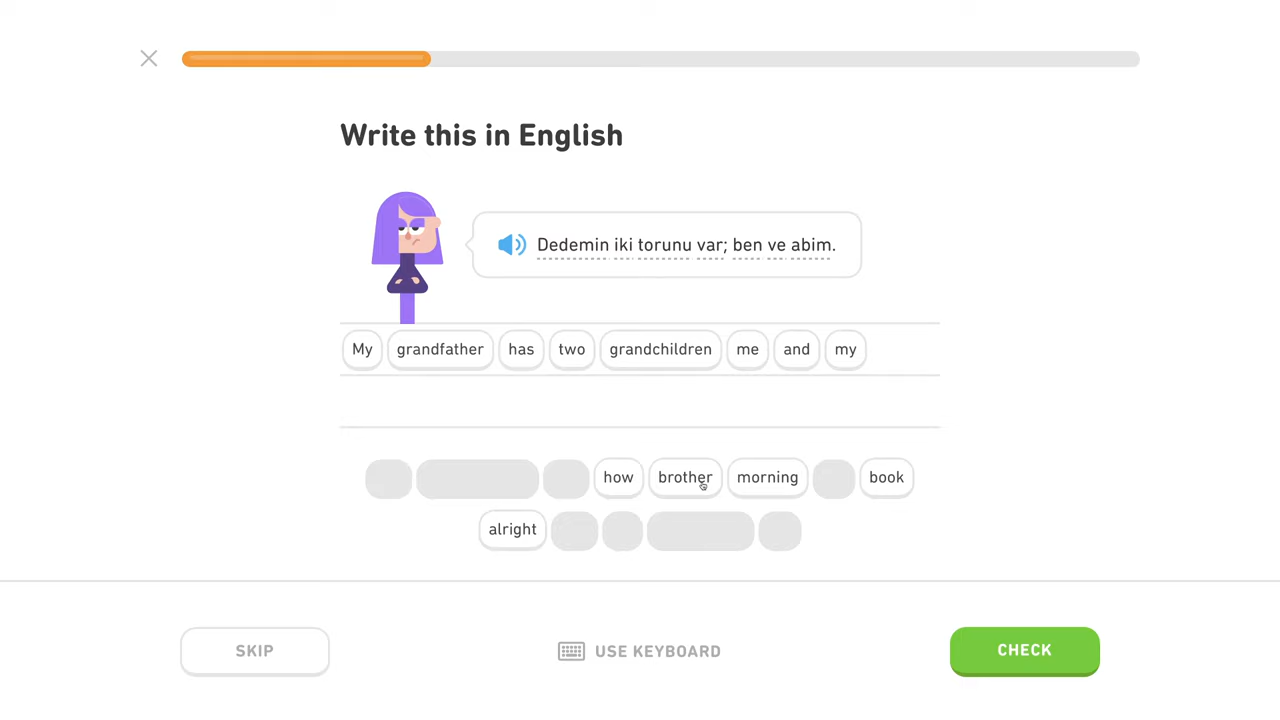 Write this in English
Dedemin iki torunu var; ben ve abim.
My grandfather has two grandchildren me and my
how brother morning book
alright
SKIP USE KEYBOARD CHECK